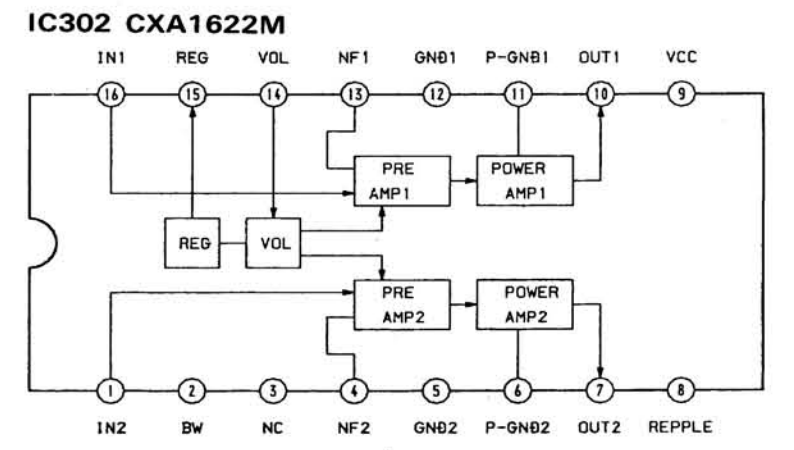 IC302 CXA1622M
IN1 REG VOL NF1 GND1 P-GND1 OUT1 VCC
16 15 14 13 12 11 10 9
PRE AMP1
POWER AMP1
REG
VOL
PRE AMP2
POWER AMP2
1 2 3 4 5 6 7 8
IN2 BW NC NF2 GND2 P-GND2 OUT2 REPPLE